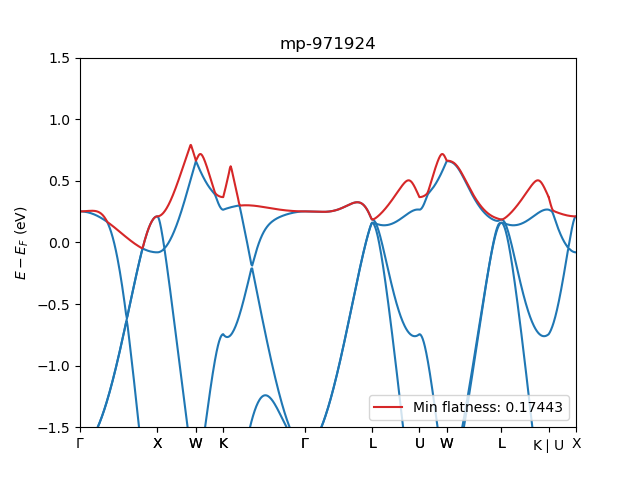 mp-971924
1.5
1.0
0.5
0.0
−0.5
−1.0
−1.5
E − E_F (eV)
Min flatness: 0.17443
Γ X W K Γ L U W L K | U X